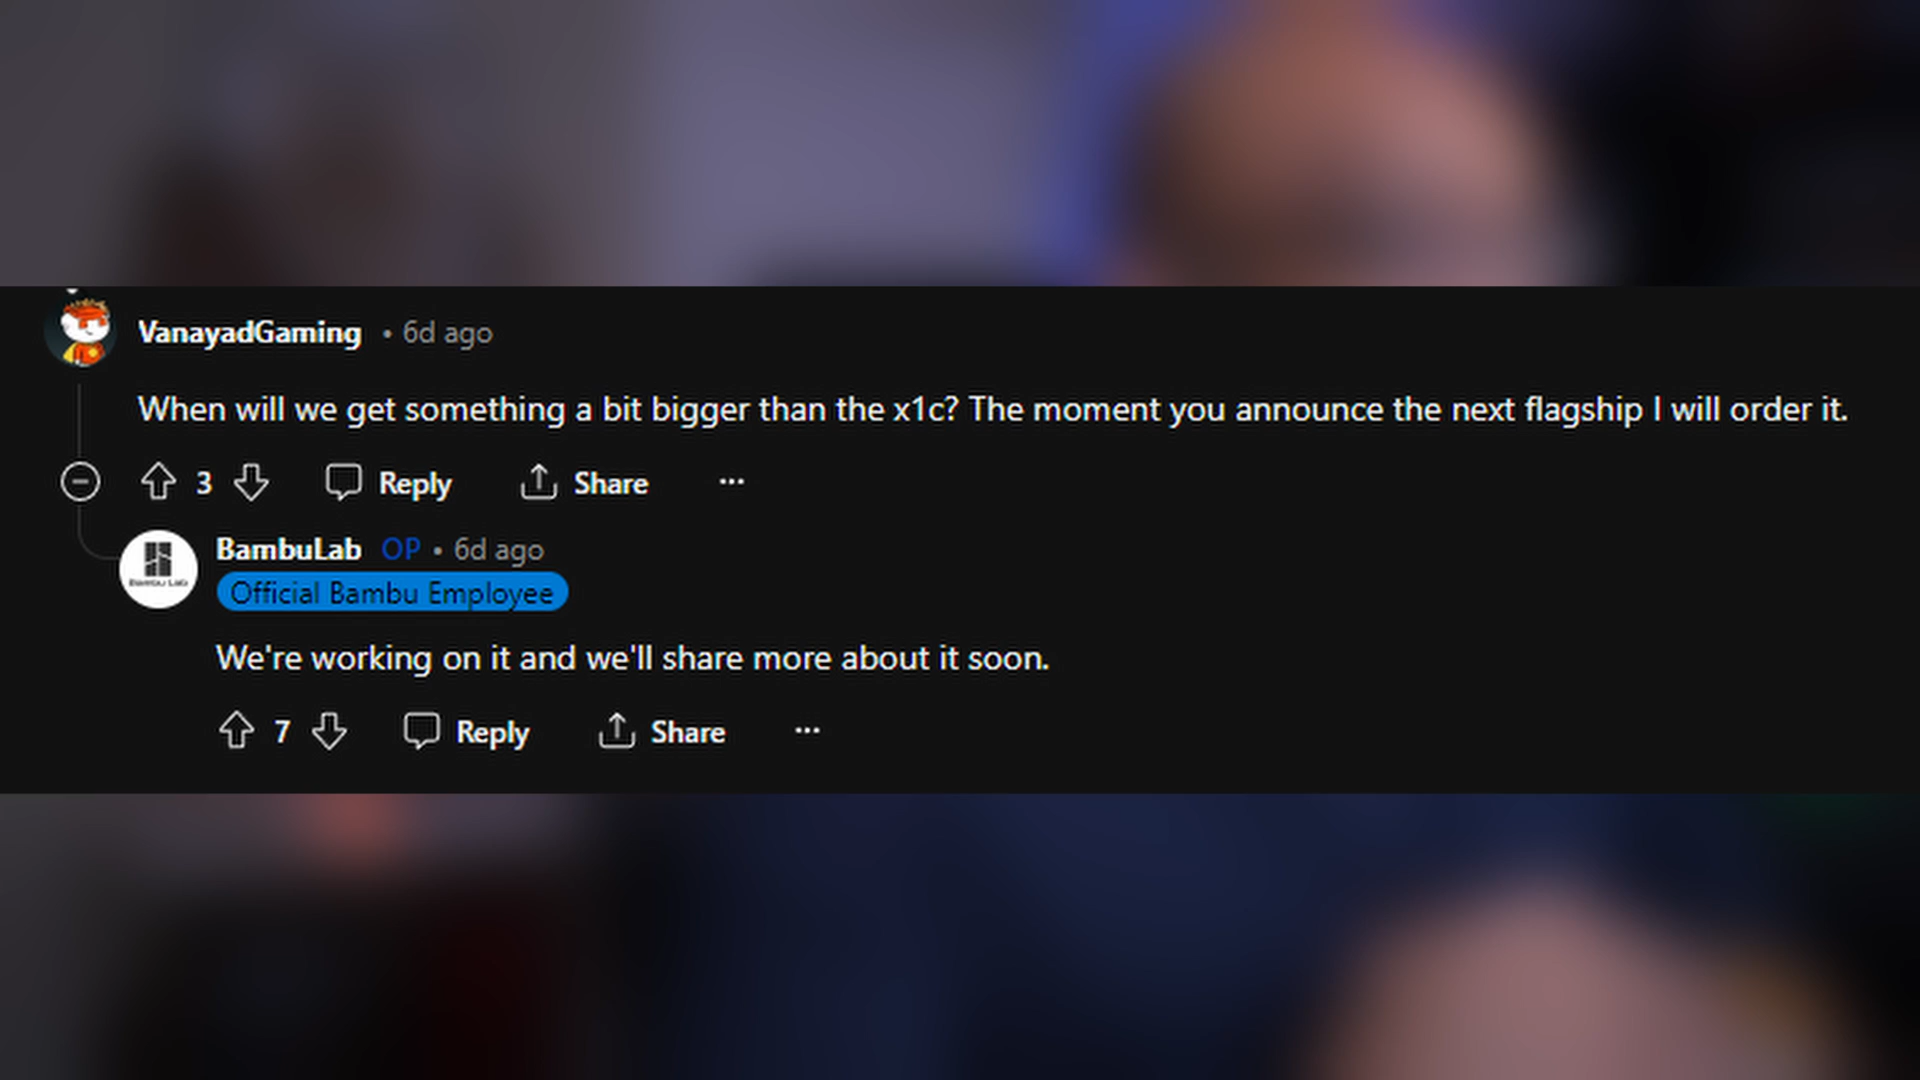 VanayadGaming • 6d ago
When will we get something a bit bigger than the x1c? The moment you announce the next flagship I will order it.
3 Reply Share ...
BambuLab OP • 6d ago
Bambu Lab
Official Bambu Employee
We're working on it and we'll share more about it soon.
7 Reply Share ...